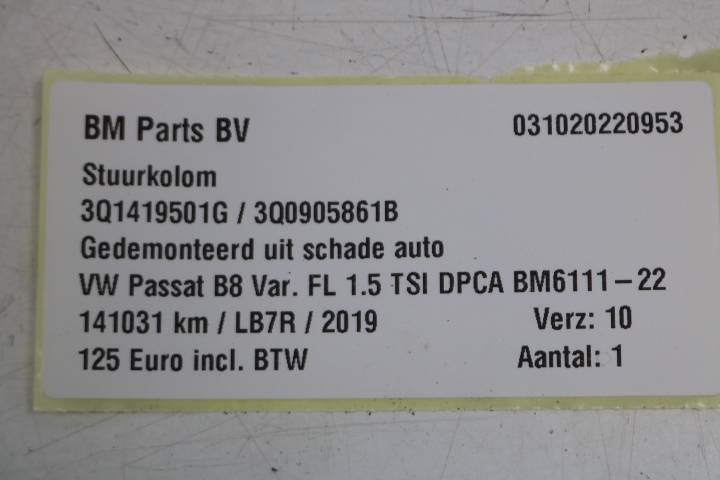 BM Parts BV 031020220953
Stuurkolom
3Q1419501G / 3Q0905861B
Gedemonteerd uit schade auto
VW Passat B8 Var. FL 1.5 TSI DPCA BM6111-22
141031 km / LB7R / 2019 Verz: 10
125 Euro incl. BTW Aantal: 1